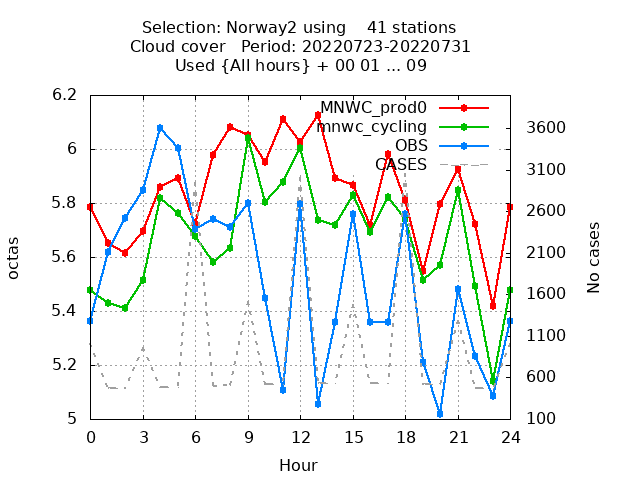 Selection: Norway2 using    41 stations
Cloud cover   Period: 20220723-20220731
Used {All hours} + 00 01 ... 09
MNWC_prod0
mnwc_cycling
OBS
CASES
octas
6.2
6
5.8
5.6
5.4
5.2
5
No cases
3600
3100
2600
2100
1600
1100
600
100
0 3 6 9 12 15 18 21 24
Hour